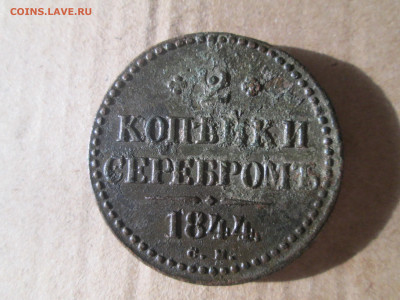 COINS.LAVE.RU
* 2 *
КОПѢЙКИ
СЕРЕБРОМЪ
1844.
С. М.